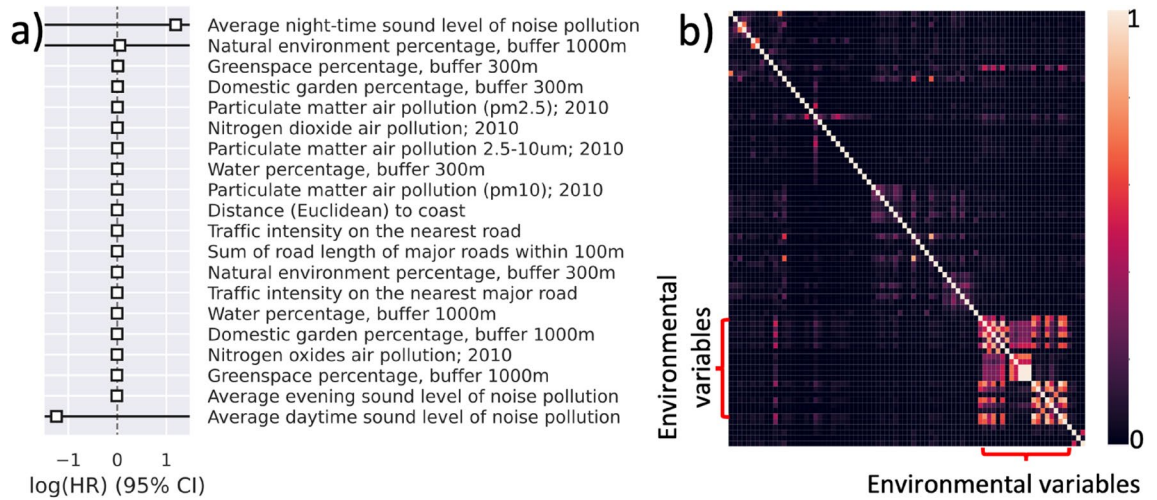 a)
Average night-time sound level of noise pollution
Natural environment percentage, buffer 1000m
Greenspace percentage, buffer 300m
Domestic garden percentage, buffer 300m
Particulate matter air pollution (pm2.5); 2010
Nitrogen dioxide air pollution; 2010
Particulate matter air pollution 2.5-10um; 2010
Water percentage, buffer 300m
Particulate matter air pollution (pm10); 2010
Distance (Euclidean) to coast
Traffic intensity on the nearest road
Sum of road length of major roads within 100m
Natural environment percentage, buffer 300m
Traffic intensity on the nearest major road
Water percentage, buffer 1000m
Domestic garden percentage, buffer 1000m
Nitrogen oxides air pollution; 2010
Greenspace percentage, buffer 1000m
Average evening sound level of noise pollution
Average daytime sound level of noise pollution
−1 0 1
log(HR) (95% CI)
b)
1
0
Environmental
variables
Environmental variables